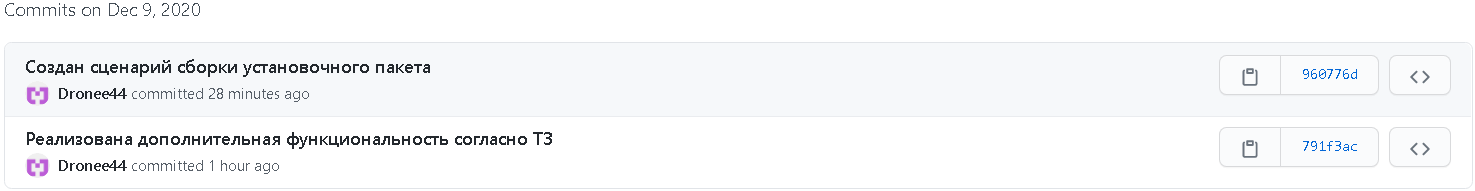 Commits on Dec 9, 2020
Создан сценарий сборки установочного пакета
960776d
Dronee44 committed 28 minutes ago
Реализована дополнительная функциональность согласно ТЗ
791f3ac
Dronee44 committed 1 hour ago